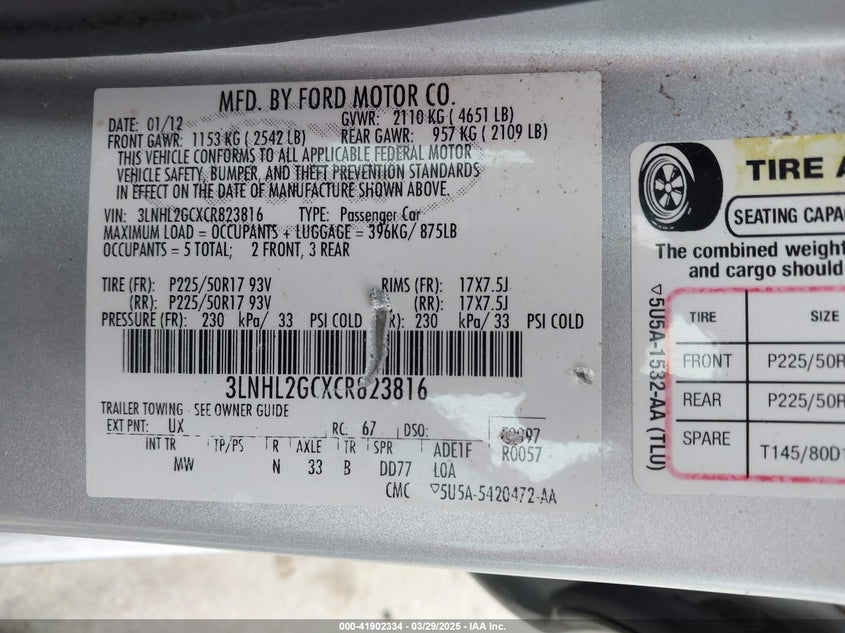 MFD. BY FORD MOTOR CO.
DATE: 01/12 GVWR: 2110 KG ( 4651 LB)
FRONT GAWR: 1153 KG ( 2542 LB) REAR GAWR: 957 KG ( 2109 LB)
THIS VEHICLE CONFORMS TO ALL APPLICABLE FEDERAL MOTOR
VEHICLE SAFETY, BUMPER, AND THEFT PREVENTION STANDARDS
IN EFFECT ON THE DATE OF MANUFACTURE SHOWN ABOVE.
VIN: 3LNHL2GCXCR823816 TYPE: Passenger Car
MAXIMUM LOAD = OCCUPANTS + LUGGAGE = 396KG/ 875LB
OCCUPANTS = 5 TOTAL; 2 FRONT, 3 REAR
TIRE (FR): P225/50R17 93V RIMS (FR): 17X7.5J
(RR): P225/50R17 93V (RR): 17X7.5J
PRESSURE (FR): 230 kPa/ 33 PSI COLD R): 230 kPa/ 33 PSI COLD
3LNHL2GCXCR823816
TRAILER TOWING - SEE OWNER GUIDE
EXT PNT: UX RC: 67 DSO:
INT TR TP/PS R AXLE TR SPR ADE1F R0057
MW N 33 B DD77 LOA
CMC ▽5U5A-5420472-AA
TIRE A
SEATING CAPA
The combined weight
and cargo should
▽5U5A-1532-AA (TLU)
TIRE SIZE
FRONT P225/50R
REAR P225/50R
SPARE T145/80D1
000-41902334 | 03/29/2025 - IAA Inc.